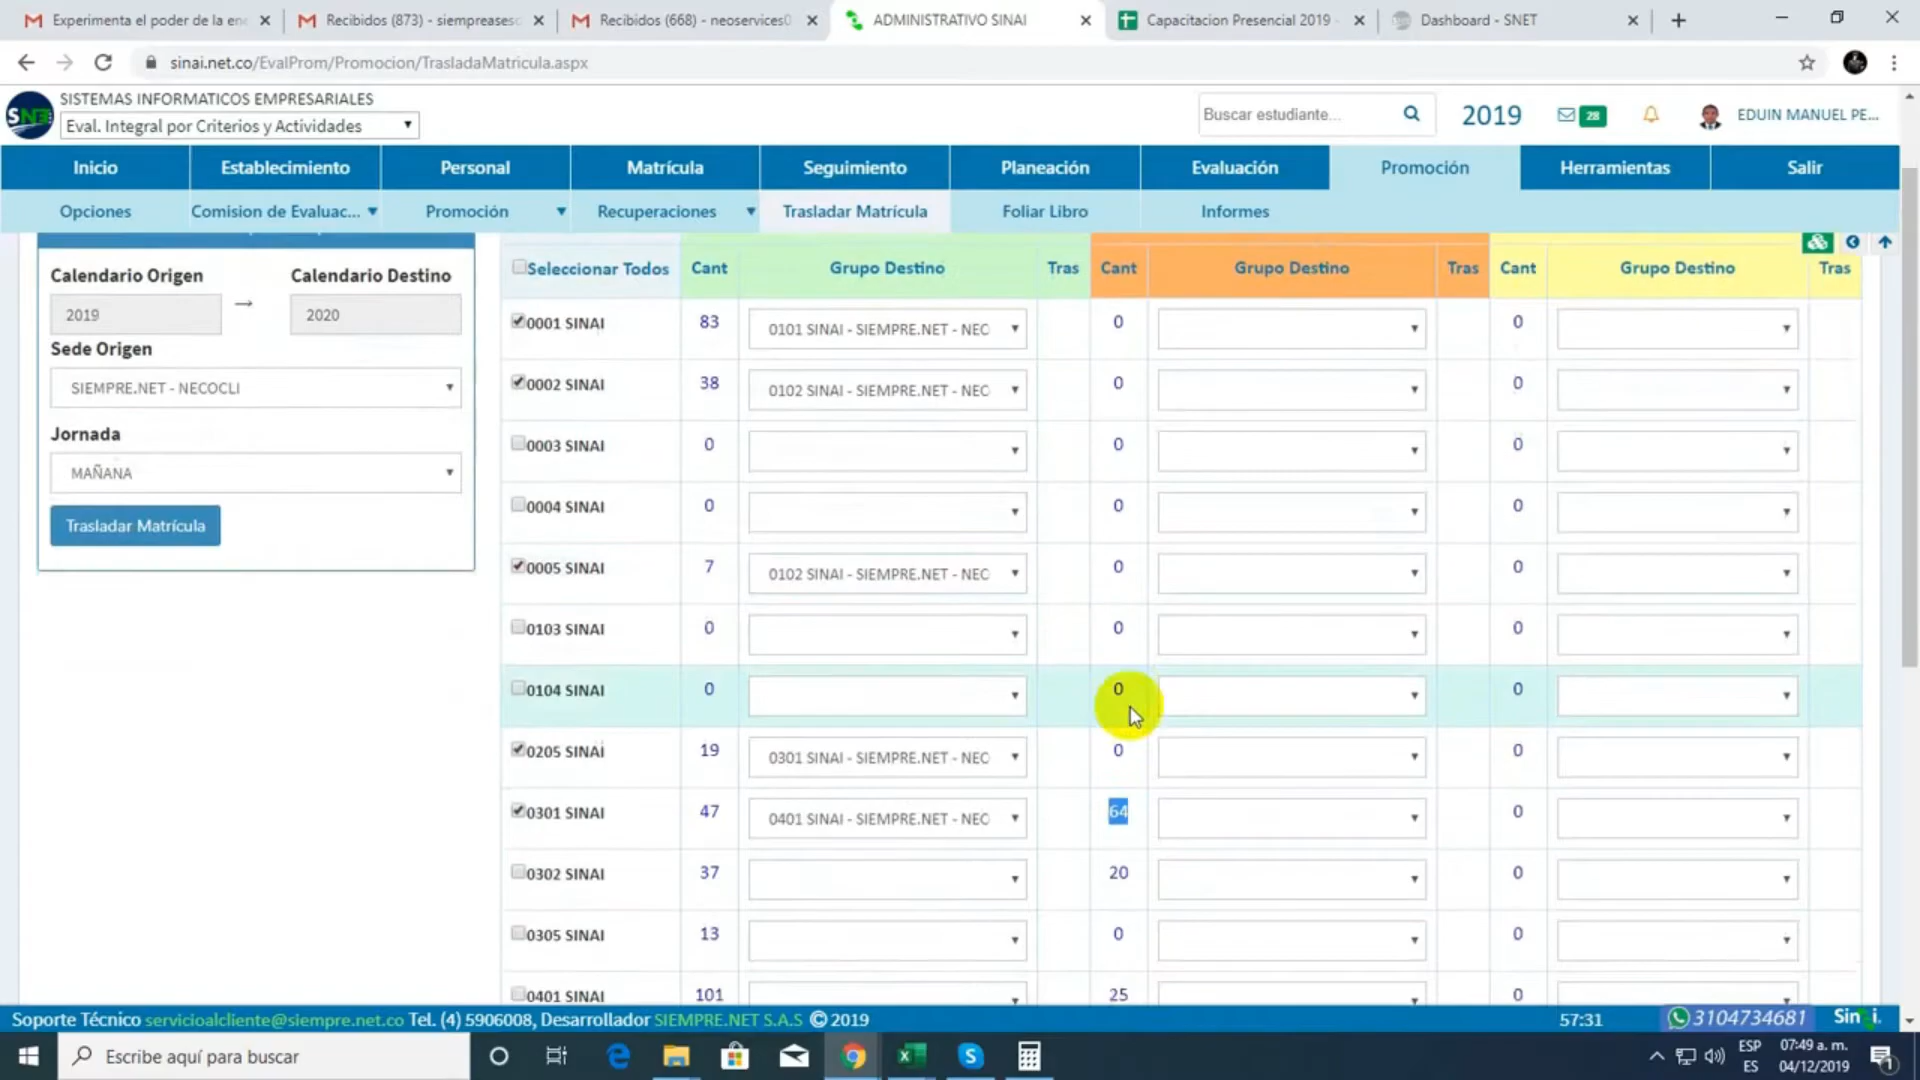 Experimenta el poder de la ene
Recibidos (873) - siempreaseso
Recibidos (668) - neoservices0
ADMINISTRATIVO SINAI
Capacitacion Presencial 2019 -
Dashboard - SNET
sinai.net.co/EvalProm/Promocion/TrasladaMatricula.aspx
SISTEMAS INFORMATICOS EMPRESARIALES
Eval. Integral por Criterios y Actividades
Buscar estudiante...
2019
28
EDUIN MANUEL PE...
Inicio
Establecimiento
Personal
Matrícula
Seguimiento
Planeación
Evaluación
Promoción
Herramientas
Salir
Opciones
Comision de Evaluac...
Promoción
Recuperaciones
Trasladar Matrícula
Foliar Libro
Informes
Calendario Origen
Calendario Destino
2019
2020
Sede Origen
SIEMPRE.NET - NECOCLI
Jornada
MAÑANA
Trasladar Matrícula
Seleccionar Todos Cant Grupo Destino Tras Cant Grupo Destino Tras Cant Grupo Destino Tras
0001 SINAI 83 0101 SINAI - SIEMPRE.NET - NEC 0 0
0002 SINAI 38 0102 SINAI - SIEMPRE.NET - NEC 0 0
0003 SINAI 0 0 0
0004 SINAI 0 0 0
0005 SINAI 7 0102 SINAI - SIEMPRE.NET - NEC 0 0
0103 SINAI 0 0 0
0104 SINAI 0 0 0
0205 SINAI 19 0301 SINAI - SIEMPRE.NET - NEC 0 0
0301 SINAI 47 0401 SINAI - SIEMPRE.NET - NEC 64 0
0302 SINAI 37 20 0
0305 SINAI 13 0 0
0401 SINAI 101 25 0
Soporte Técnico servicioalcliente@siempre.net.co Tel. (4) 5906008, Desarrollador SIEMPRE.NET S.A.S © 2019
57:31
3104734681
Sin i.
Escribe aquí para buscar
ESP
ES
07:49 a. m.
04/12/2019
1